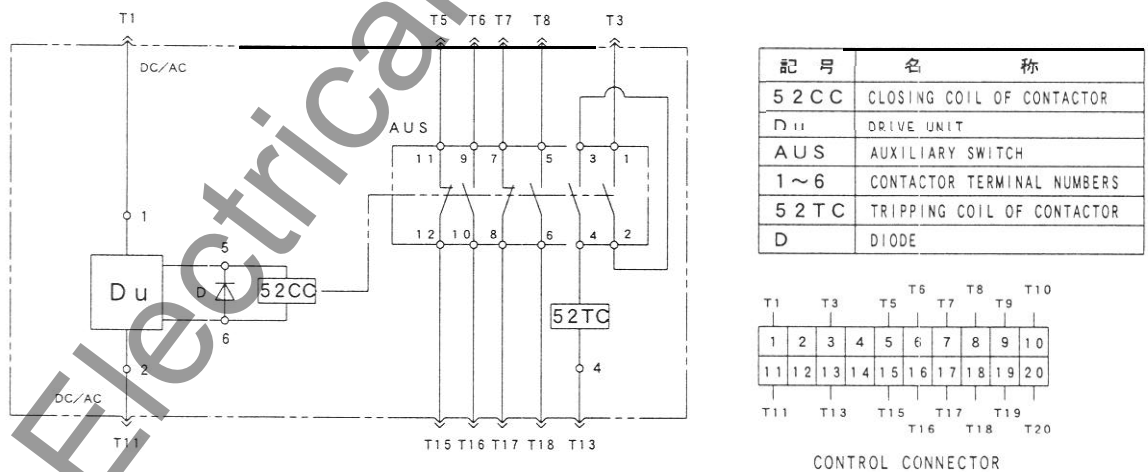 T1 T5 T6 T7 T8 T3
DC/AC
AUS
11 9 7 5 3 1
1
12 10 8 6 4 2
5
Du D 52CC
52TC
6
2 4
DC/AC
T11 T15 T16 T17 T18 T13
Electrical
記号 名称
52CC CLOSING COIL OF CONTACTOR
Du DRIVE UNIT
AUS AUXILIARY SWITCH
1~6 CONTACTOR TERMINAL NUMBERS
52TC TRIPPING COIL OF CONTACTOR
D DIODE
T6 T8 T10
T1 T3 T5 T7 T9
1 2 3 4 5 6 7 8 9 10
11 12 13 14 15 16 17 18 19 20
T11 T13 T15 T17 T19
T16 T18 T20
CONTROL CONNECTOR